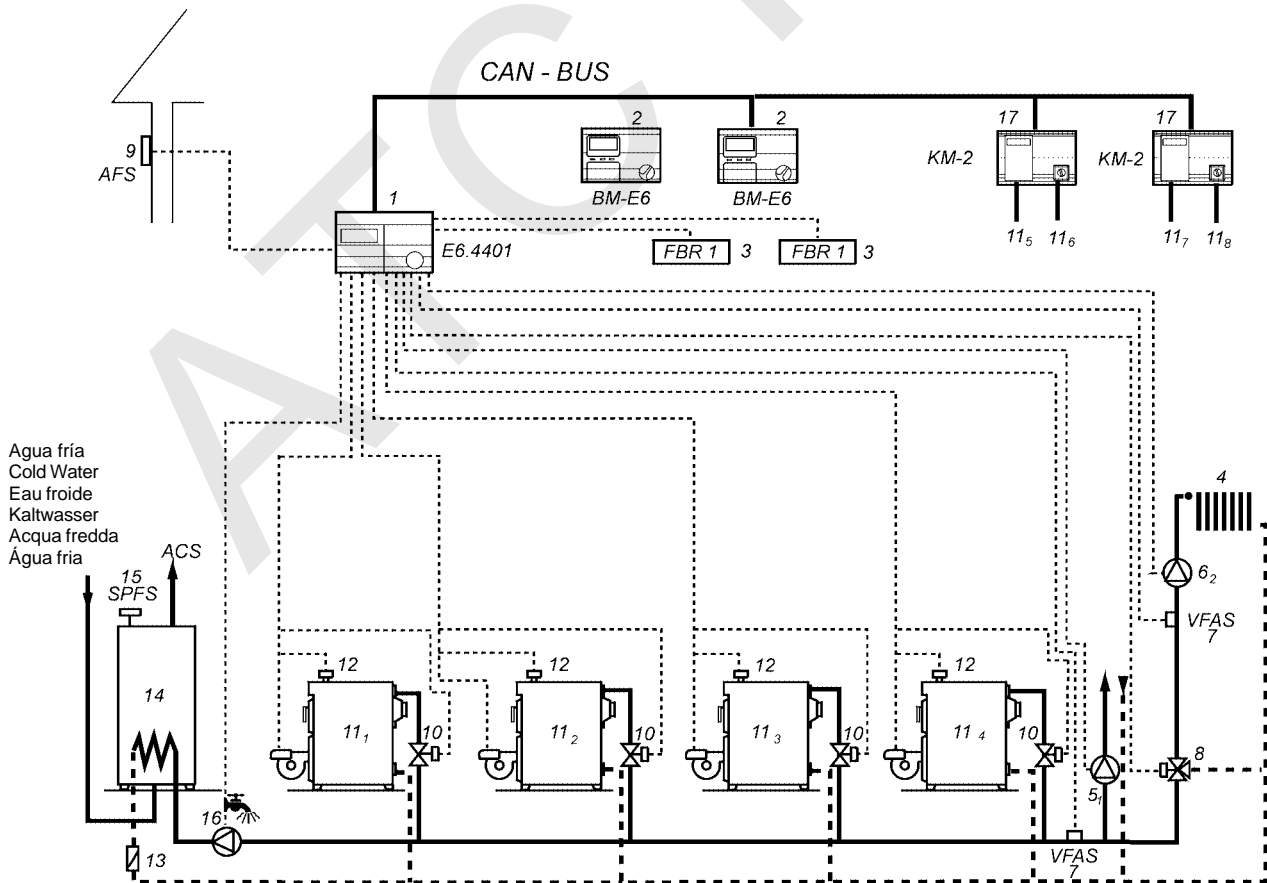 CAN - BUS
2
2
17
17
KM-2
KM-2
9
AFS
BM-E6
BM-E6
1
E6.4401
FBR 1
3
FBR 1
3
11₅
11₆
11₇
11₈
Agua fría
Cold Water
Eau froide
Kaltwasser
Acqua fredda
Água fria
ACS
15
SPFS
4
6₂
VFAS
7
12
12
12
12
14
11₁
10
11₂
10
11₃
10
11₄
10
8
5₁
16
13
VFAS
7
ATC